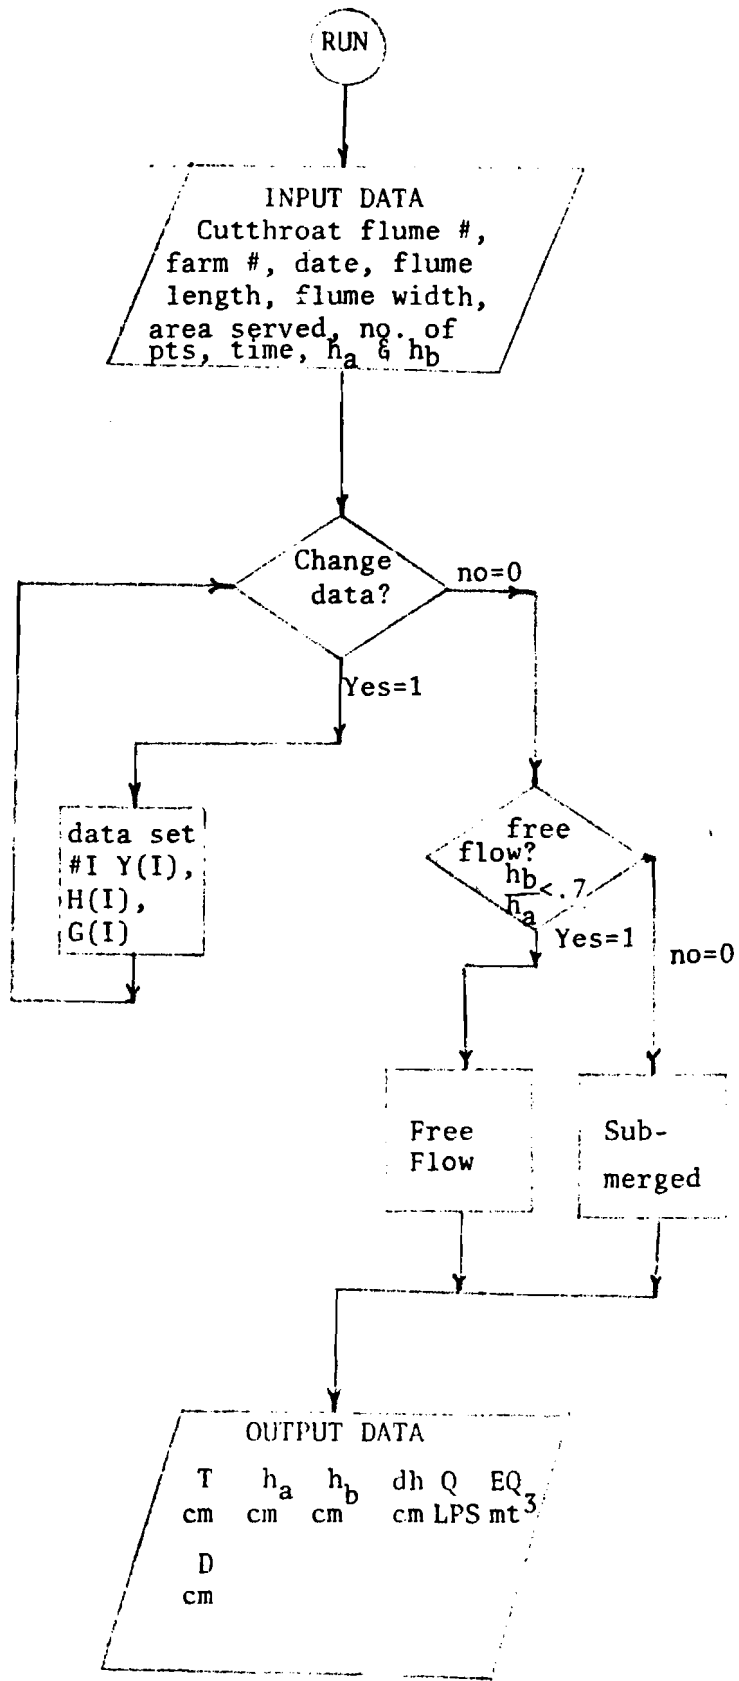 RUN
INPUT DATA
Cutthroat flume #,
farm #, date, flume
length, flume width,
area served, no. of
pts, time, ha & hb
Change
data?
no=0
Yes=1
data set
#I Y(I),
H(I),
G(I)
free
flow?
hb
<.7
ha
Yes=1
no=0
Free
Flow
Sub-
merged
OUTPUT DATA
T ha hb dh Q EQ
cm cm cm cm LPS mt3
D
cm